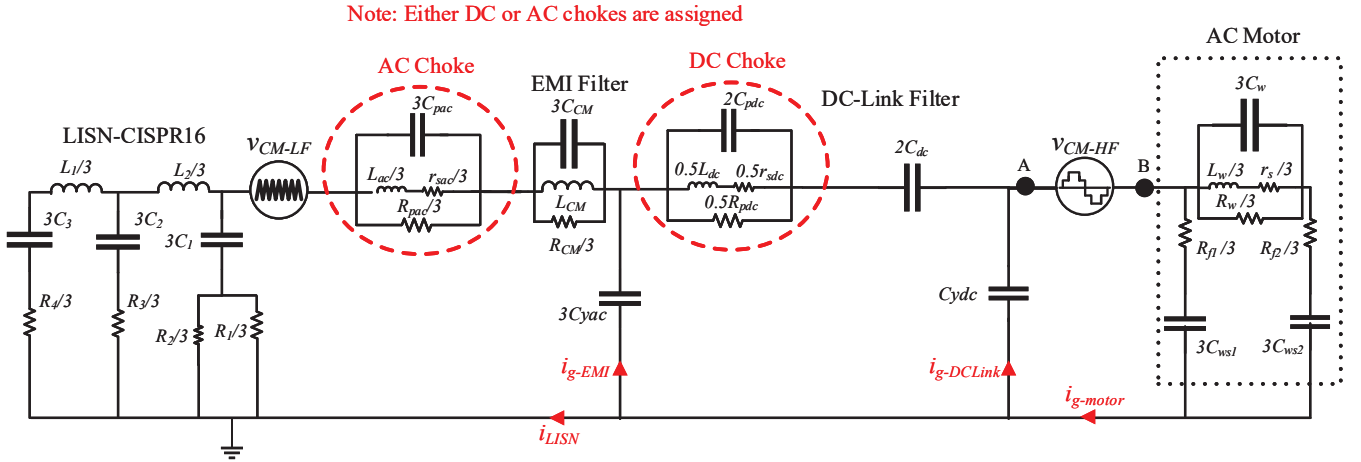 Note: Either DC or AC chokes are assigned
AC Motor
AC Choke
DC Choke
EMI Filter
3C_w
3C_pac
3C_CM
2C_pdc
DC-Link Filter
LISN-CISPR16
v_CM-LF
v_CM-HF
2C_dc
L_1/3
L_2/3
L_ac/3
r_sac/3
0.5L_dc
0.5r_sdc
A
B
L_w/3
r_s/3
R_pac/3
L_CM
0.5R_pdc
R_w/3
3C_3
3C_2
3C_1
R_CM/3
R_f1/3
R_f2/3
Cydc
R_4/3
R_3/3
R_2/3
R_1/3
3Cyac
3C_ws1
3C_ws2
i_g-EMI
i_g-DCLink
i_g-motor
i_LISN